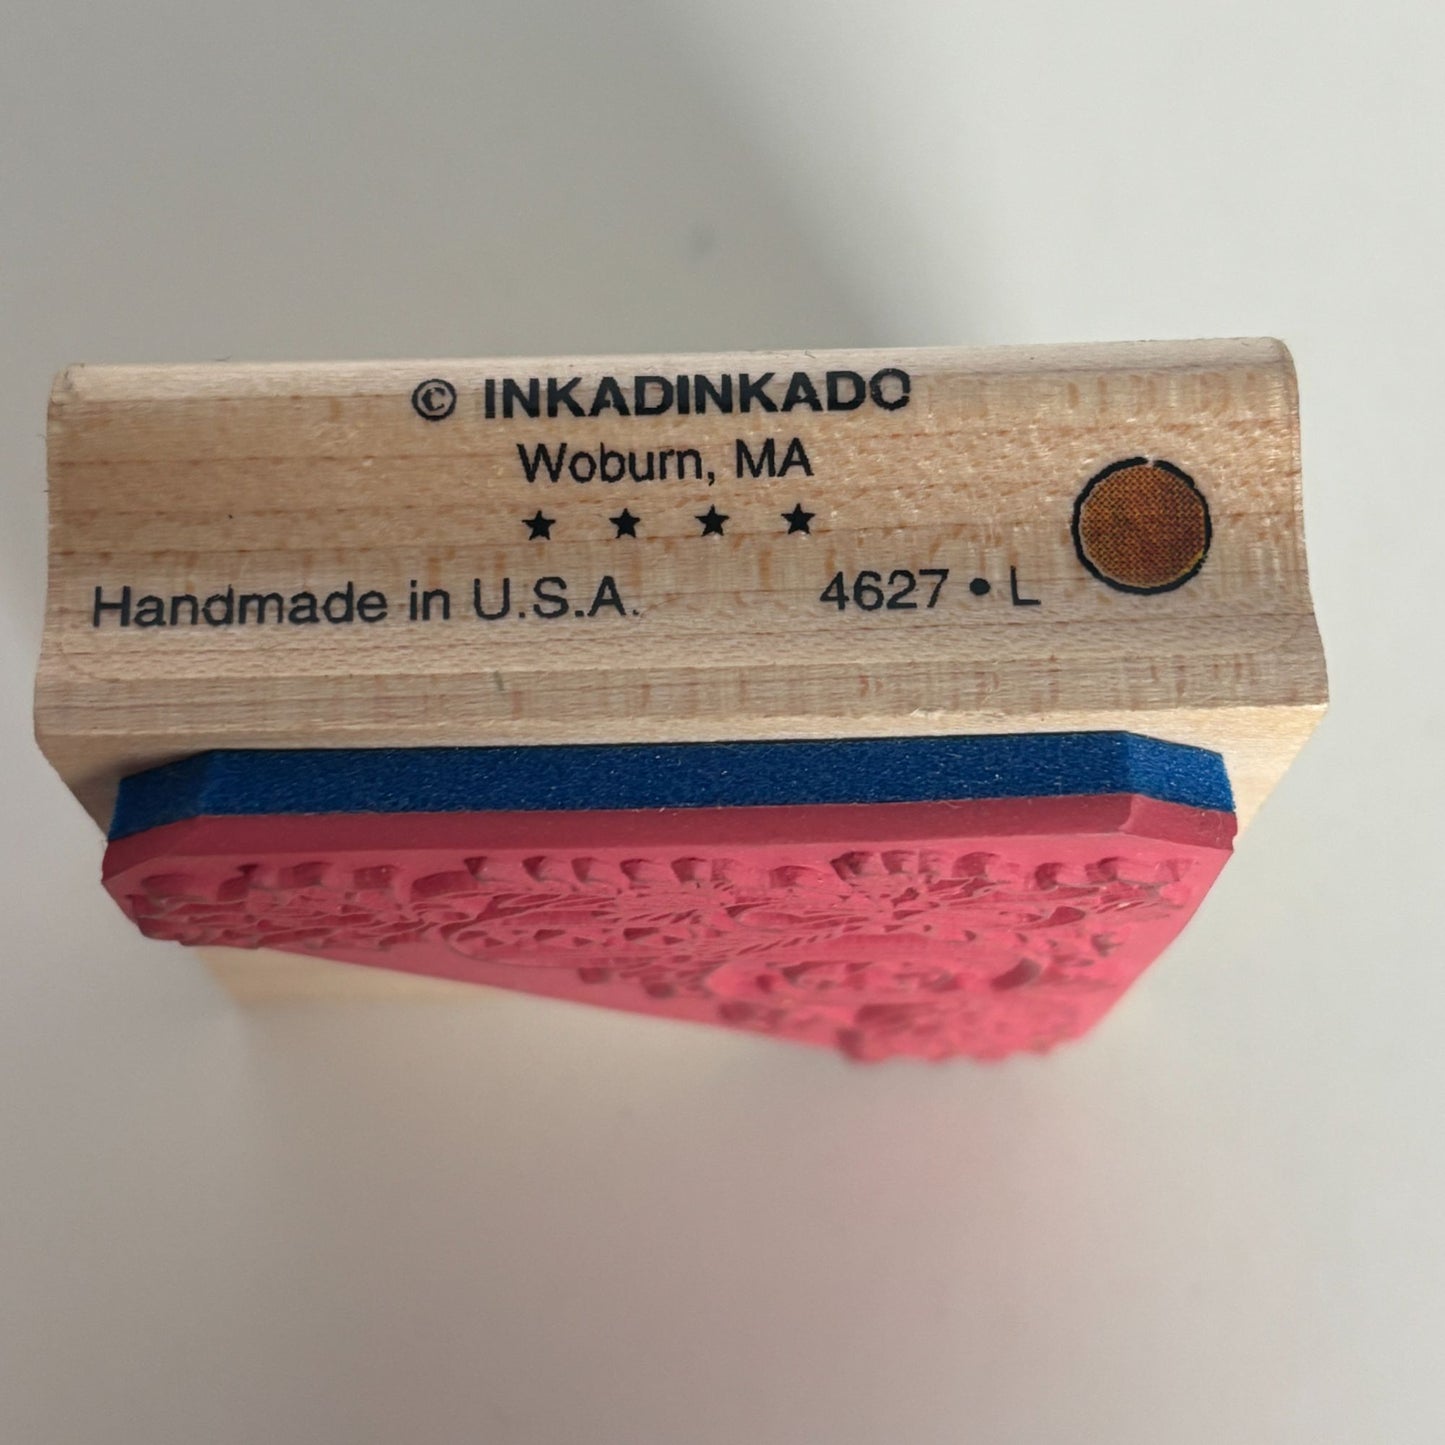 © INKADINKADO
Woburn, MA
★ ★ ★ ★
Handmade in U.S.A. 4627 • L